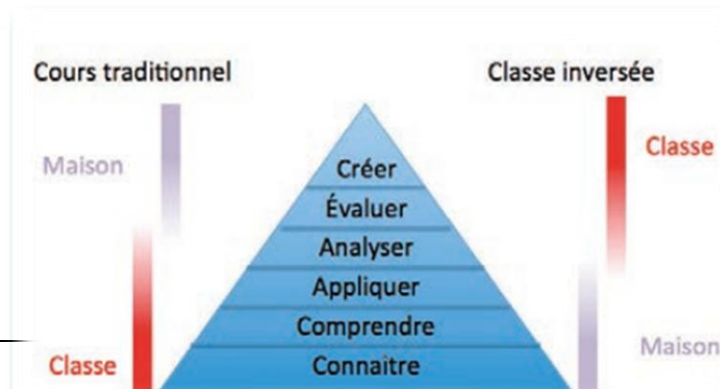 Cours traditionnel
Classe inversée
Maison
Classe
Créer
Évaluer
Analyser
Appliquer
Comprendre
Connaitre
Classe
Maison